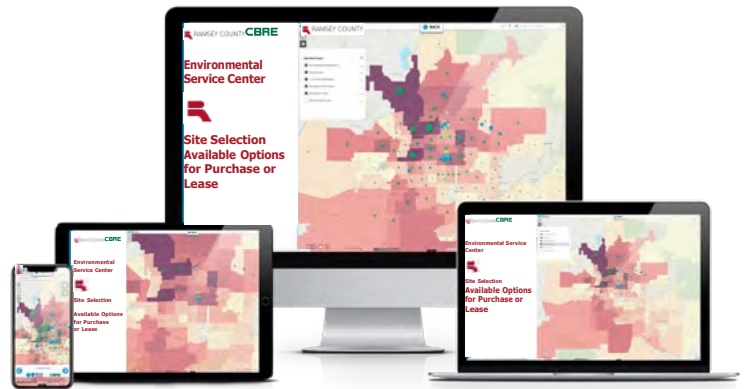 RAMSEY COUNTY CBRE
Environmental
Service Center
Site Selection
Available Options
for Purchase or
Lease
RAMSEY COUNTY
BACK
CBRE
Environmental
Service Center
Site Selection
Available Options
for Purchase
or Lease
CBRE
Environmental Service
Center
Site Selection
Available Options
for Purchase or
Lease
CBRE